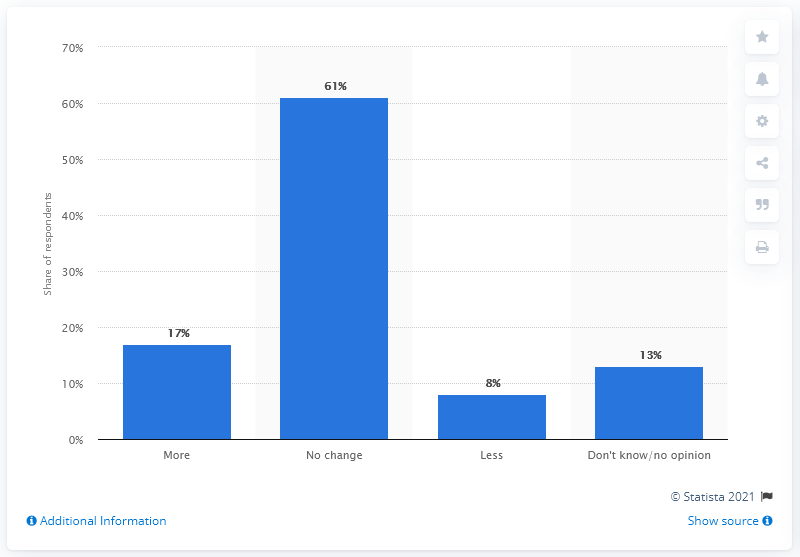 70%
60%
50%
40%
30%
20%
10%
0%
Share of respondents
17%
61%
8%
13%
More
No change
Less
Don't know/no opinion
© Statista 2021
Additional Information
Show source